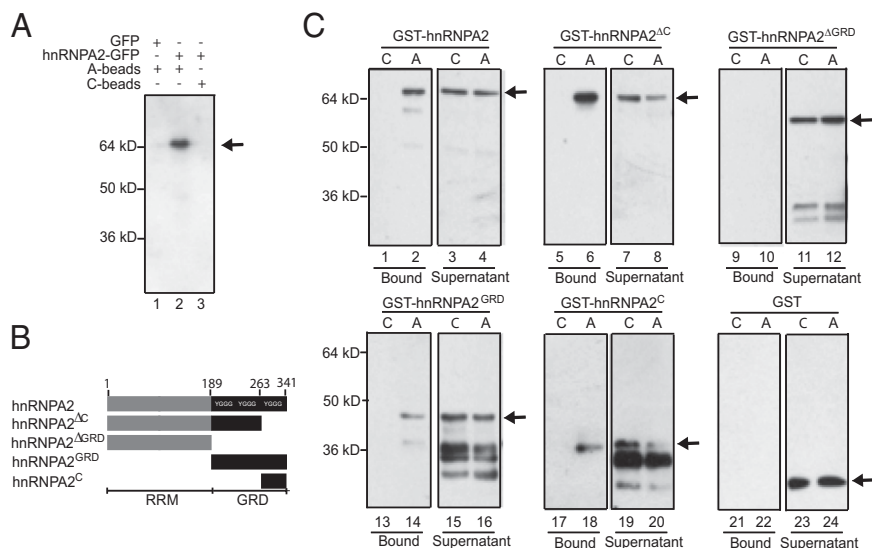 A
GFP + - -
hnRNPA2-GFP - + +
A-beads + + -
C-beads - - +
64 kD
50 kD
36 kD
1 2 3
B
1 189 263 341
hnRNPA2 YGGG YGGG YGGG
hnRNPA2ΔC
hnRNPA2ΔGRD
hnRNPA2GRD
hnRNPA2C
RRM GRD
C
GST-hnRNPA2 GST-hnRNPA2ΔC GST-hnRNPA2ΔGRD
C A C A C A C A C A C A
64 kD
50 kD
36 kD
1 2 3 4 5 6 7 8 9 10 11 12
Bound Supernatant Bound Supernatant Bound Supernatant
GST-hnRNPA2GRD GST-hnRNPA2C GST
C A C A C A C A C A C A
64 kD
50 kD
36 kD
13 14 15 16 17 18 19 20 21 22 23 24
Bound Supernatant Bound Supernatant Bound Supernatant